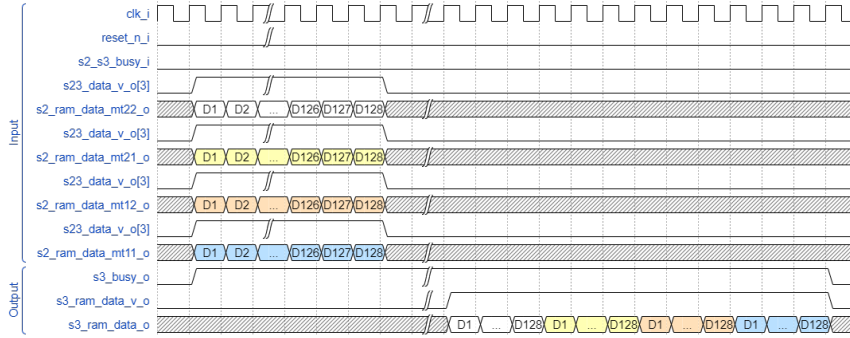 Input
clk_i
reset_n_i
s2_s3_busy_i
s23_data_v_o[3]
s2_ram_data_mt22_o D1 D2 ... D126 D127 D128
s23_data_v_o[3]
s2_ram_data_mt21_o D1 D2 ... D126 D127 D128
s23_data_v_o[3]
s2_ram_data_mt12_o D1 D2 ... D126 D127 D128
s23_data_v_o[3]
s2_ram_data_mt11_o D1 D2 ... D126 D127 D128
Output
s3_busy_o
s3_ram_data_v_o
s3_ram_data_o D1 ... D128 D1 ... D128 D1 ... D128 D1 ... D128